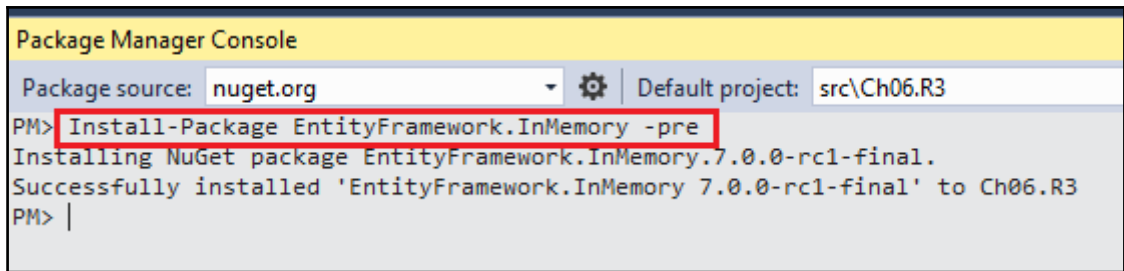 Package Manager Console
Package source: nuget.org Default project: src\Ch06.R3
PM> Install-Package EntityFramework.InMemory -pre
Installing NuGet package EntityFramework.InMemory.7.0.0-rc1-final.
Successfully installed 'EntityFramework.InMemory 7.0.0-rc1-final' to Ch06.R3
PM>